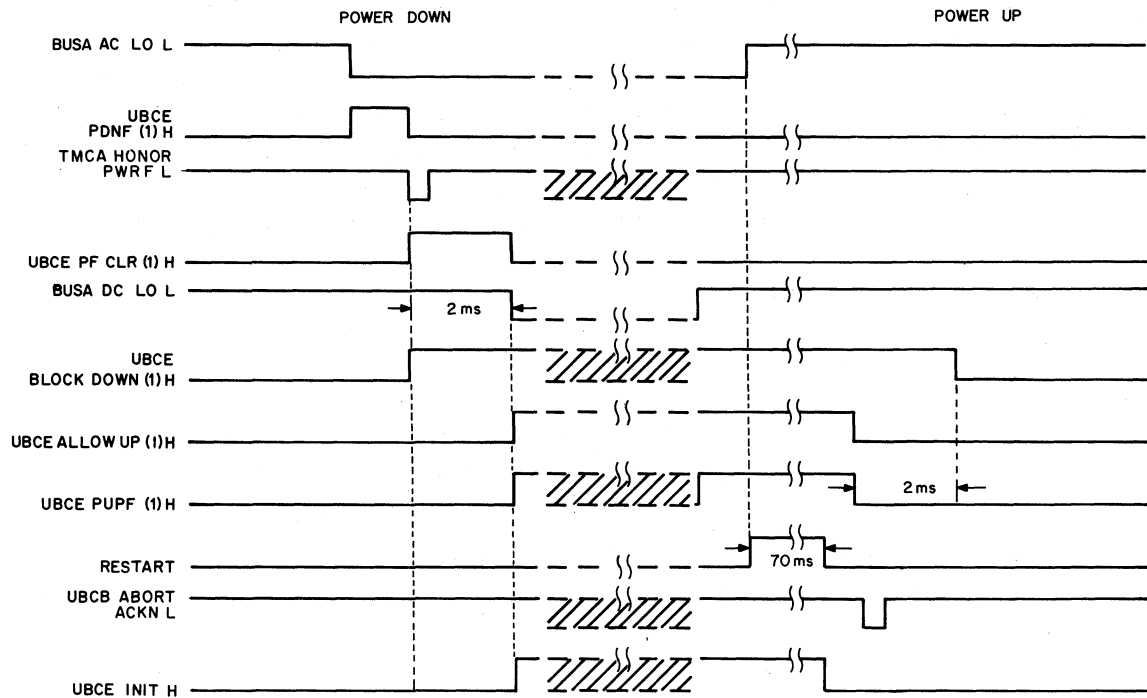 POWER DOWN
POWER UP
BUSA AC LO L
UBCE
PDNF (1) H
TMCA HONOR
PWRF L
UBCE PF CLR (1) H
BUSA DC LO L
2 ms
UBCE
BLOCK DOWN (1) H
UBCE ALLOW UP (1) H
UBCE PUPF (1) H
2 ms
RESTART
70 ms
UBCB ABORT
ACKN L
UBCE INIT H